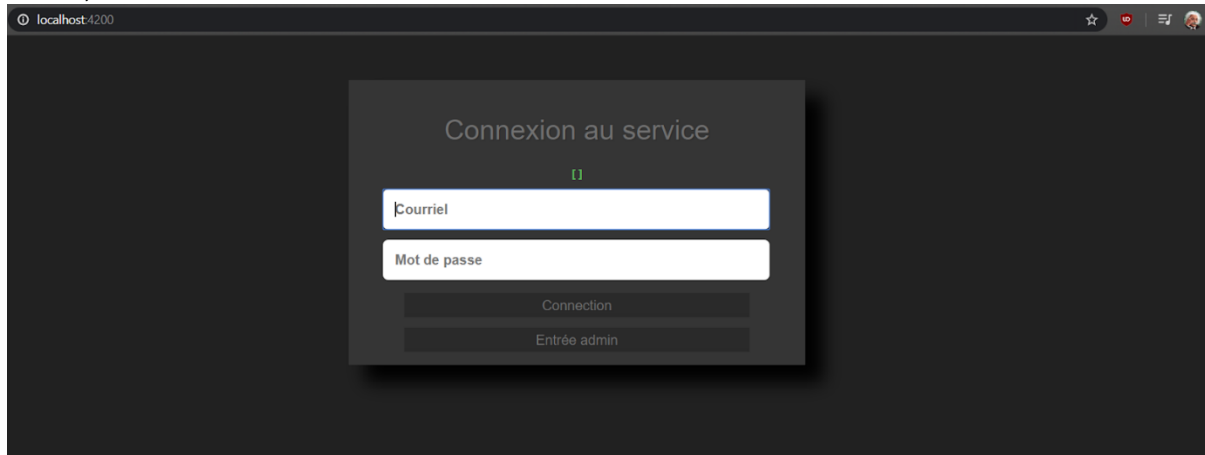 localhost:4200
Connexion au service
[]
Courriel
Mot de passe
Connection
Entrée admin